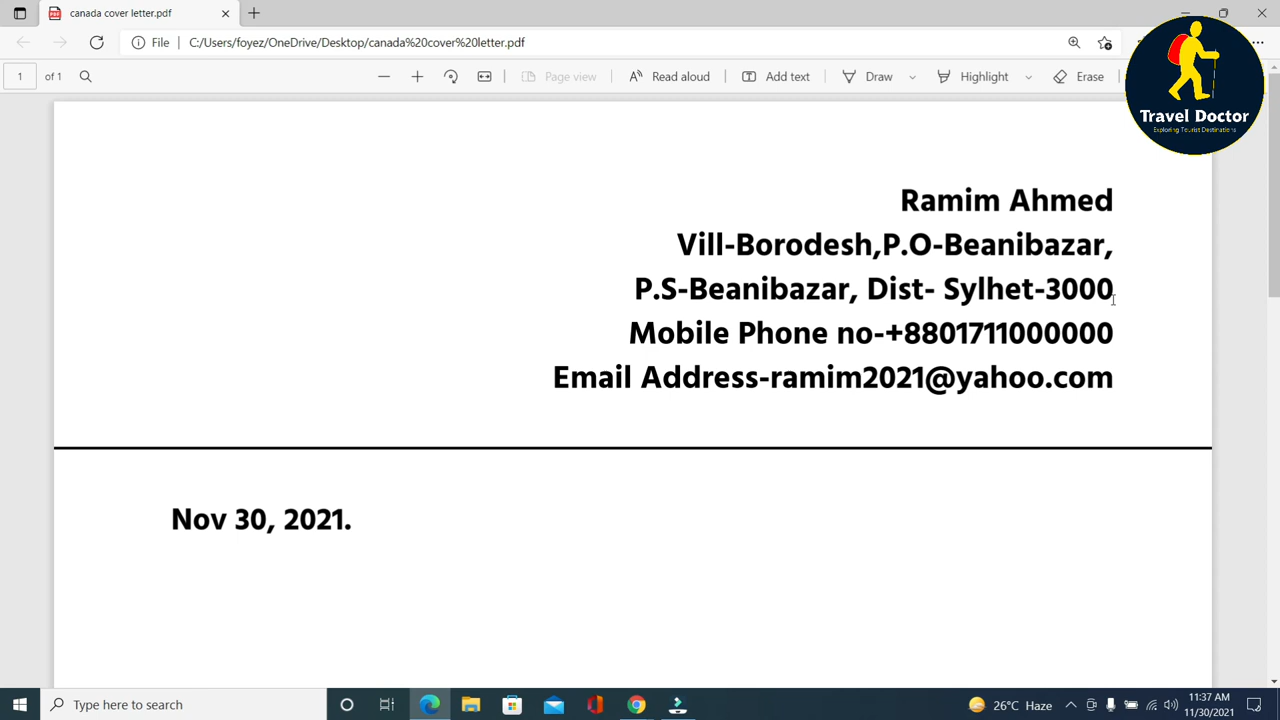 canada cover letter.pdf
File C:/Users/foyez/OneDrive/Desktop/canada%20cover%20letter.pdf
1 of 1 Page view Read aloud Add text Draw Highlight Erase
Travel Doctor
Exploring Tourist Destinations
Ramim Ahmed
Vill-Borodesh,P.O-Beanibazar,
P.S-Beanibazar, Dist- Sylhet-3000
Mobile Phone no-+8801711000000
Email Address-ramim2021@yahoo.com
Nov 30, 2021.
Type here to search
26°C Haze
11:37 AM
11/30/2021